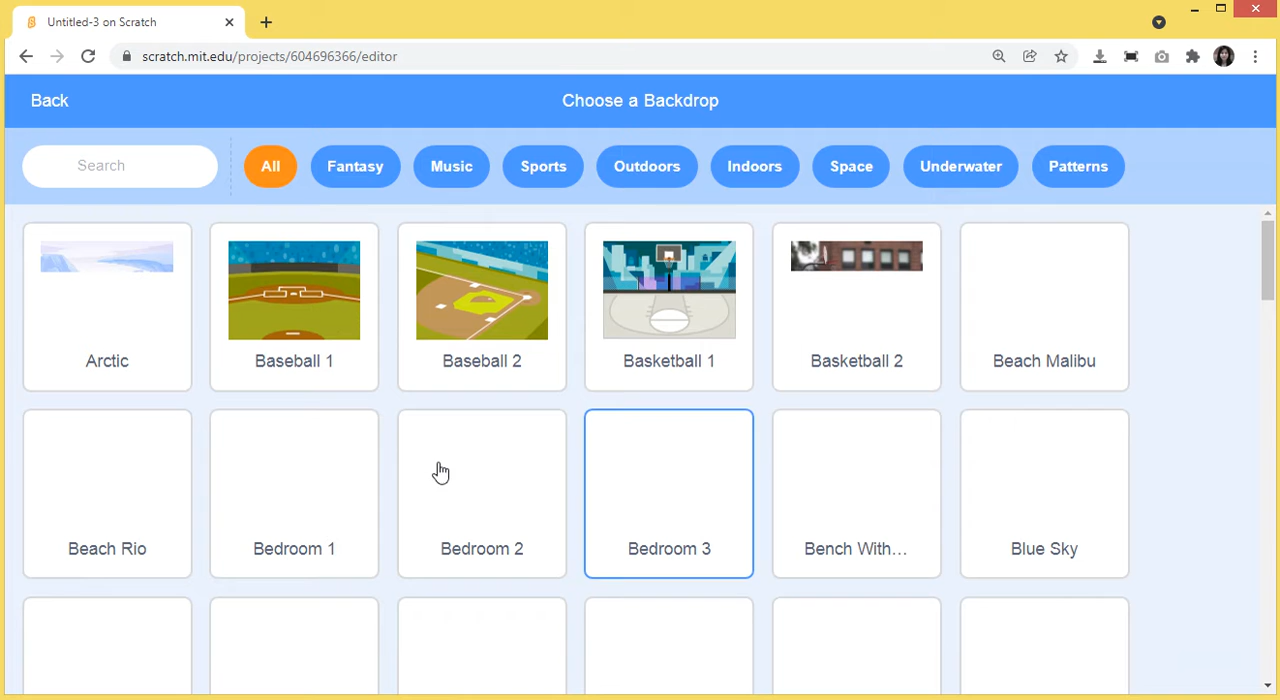 Untitled-3 on Scratch
scratch.mit.edu/projects/604696366/editor
Back
Choose a Backdrop
Search
All
Fantasy
Music
Sports
Outdoors
Indoors
Space
Underwater
Patterns
Arctic
Baseball 1
Baseball 2
Basketball 1
Basketball 2
Beach Malibu
Beach Rio
Bedroom 1
Bedroom 2
Bedroom 3
Bench With...
Blue Sky